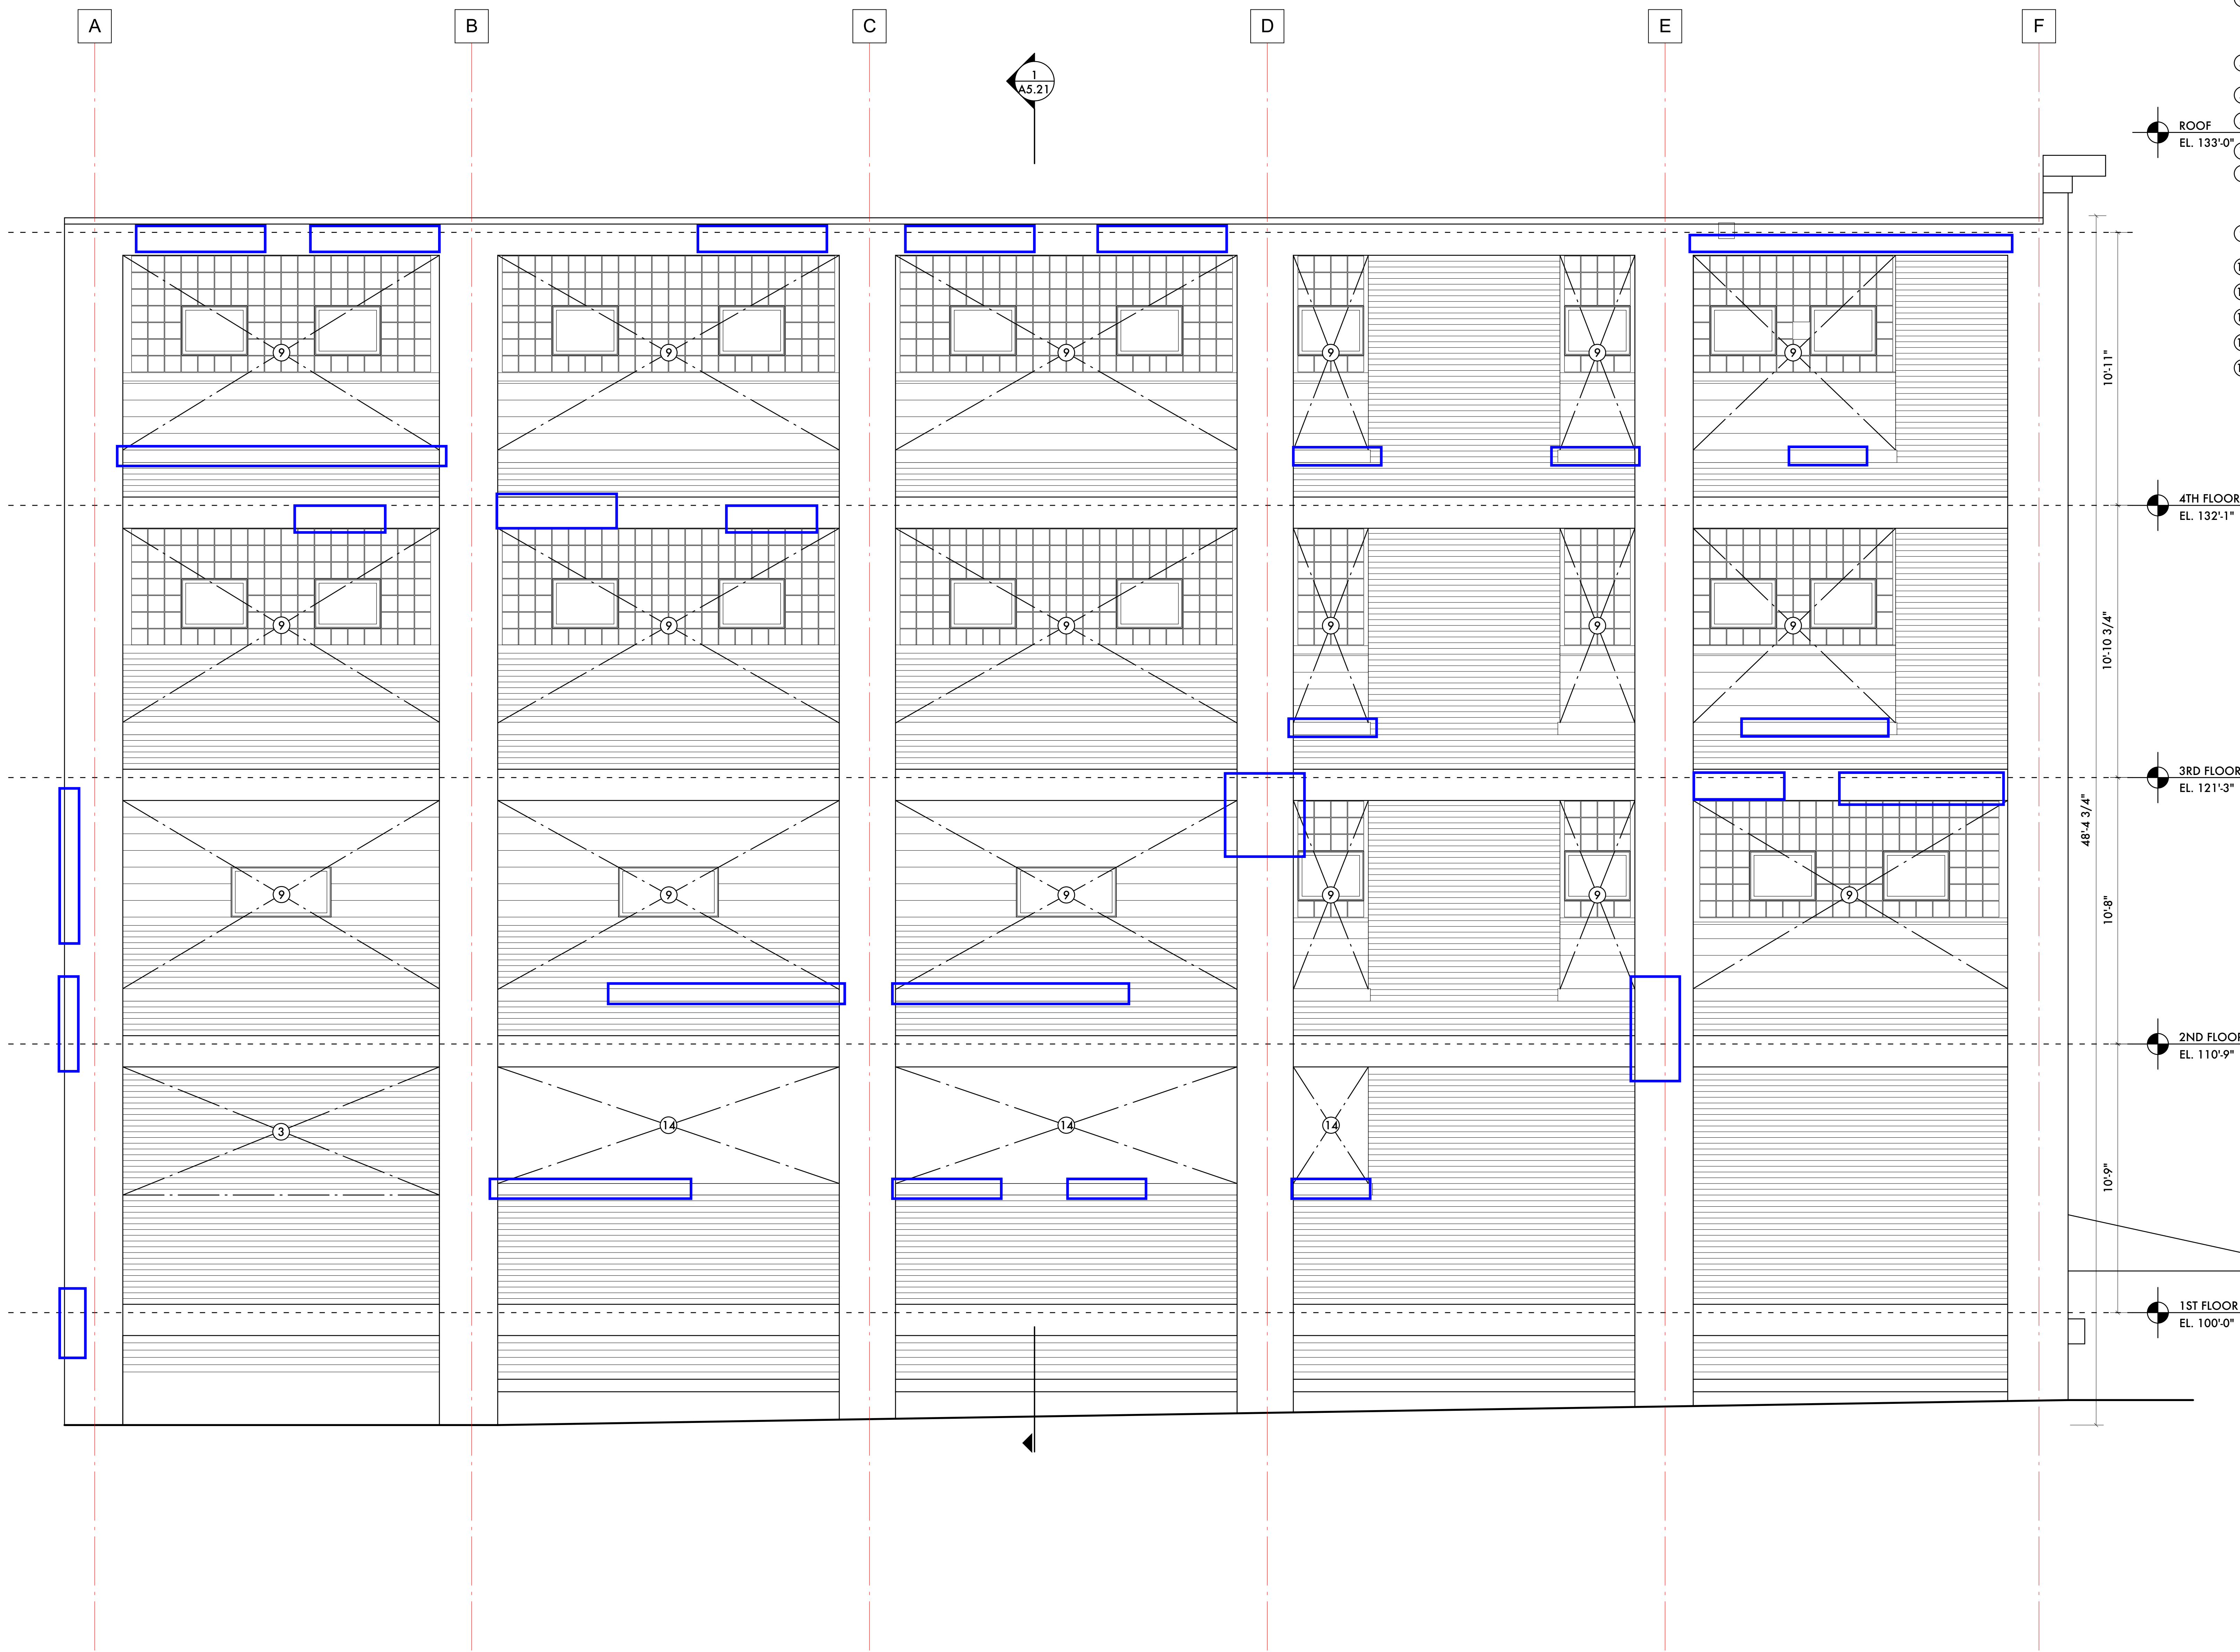 A B C D E F
1
A5.21
ROOF
EL. 133'-0"
9 9 9 9 9 9
10'-11"
4TH FLOOR
EL. 132'-1"
9 9 9 9 9 9
10'-10 3/4"
3RD FLOOR
EL. 121'-3"
48'-4 3/4"
9 9 9 9 9 9
10'-8"
2ND FLOOR
EL. 110'-9"
3 14 14 14
10'-9"
1ST FLOOR
EL. 100'-0"